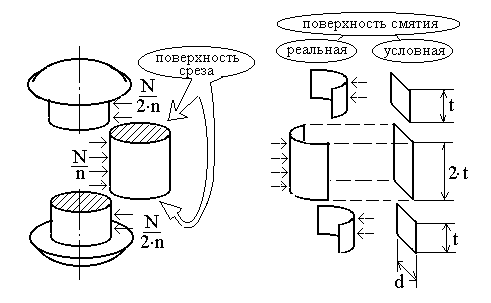 поверхность смятия
реальная
условная
поверхность
среза
N
2·n
N
n
N
2·n
t
2·t
t
d